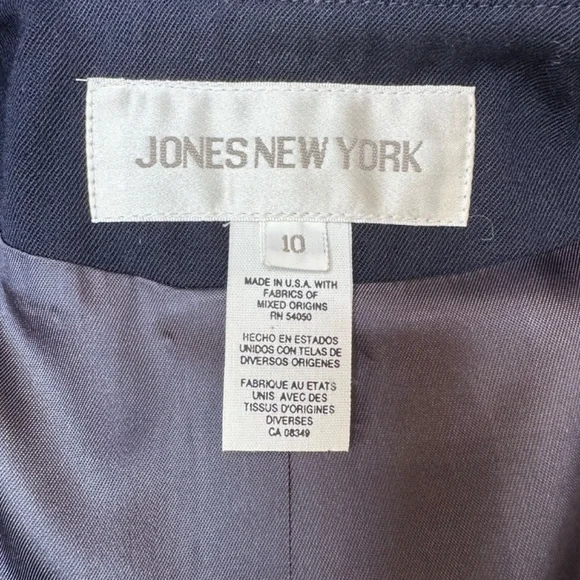 JONES NEW YORK
10
MADE IN U.S.A. WITH
FABRICS OF
MIXED ORIGINS
RN 54050
HECHO EN ESTADOS
UNIDOS CON TELAS DE
DIVERSOS ORIGENES
FABRIQUE AU ETATS
UNIS AVEC DES
TISSUS D'ORIGINES
DIVERSES
CA 08349